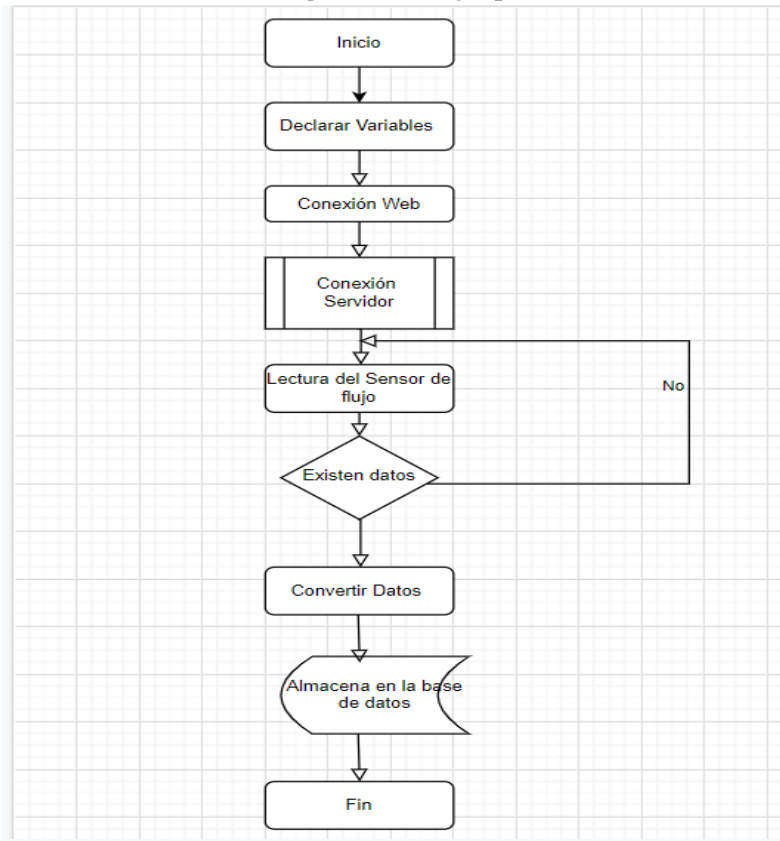 Inicio
Declarar Variables
Conexión Web
Conexión
Servidor
Lectura del Sensor de
flujo
No
Existen datos
Convertir Datos
Almacena en la base
de datos
Fin